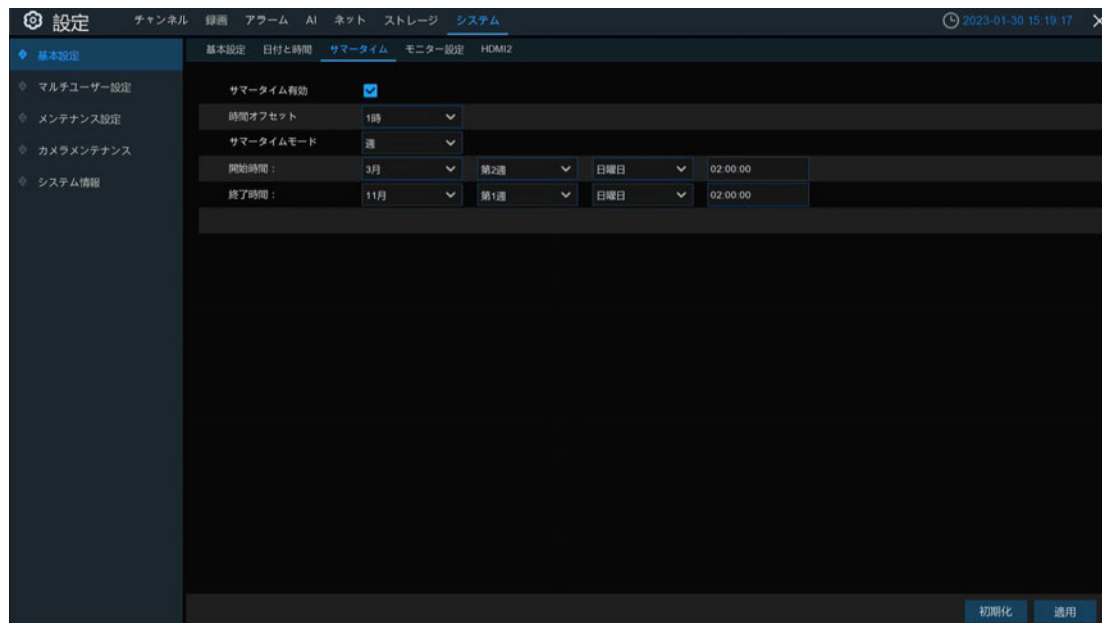 設定 チャンネル 録画 アラーム AI ネット ストレージ システム 2023-01-30 15:19:17
基本設定
マルチユーザー設定
メンテナンス設定
カメラメンテナンス
システム情報
基本設定 日付と時間 サマータイム モニター設定 HDMI2
サマータイム有効
時間オフセット 1時
サマータイムモード 週
開始時間： 3月 第2週 日曜日 02:00:00
終了時間： 11月 第1週 日曜日 02:00:00
初期化 適用